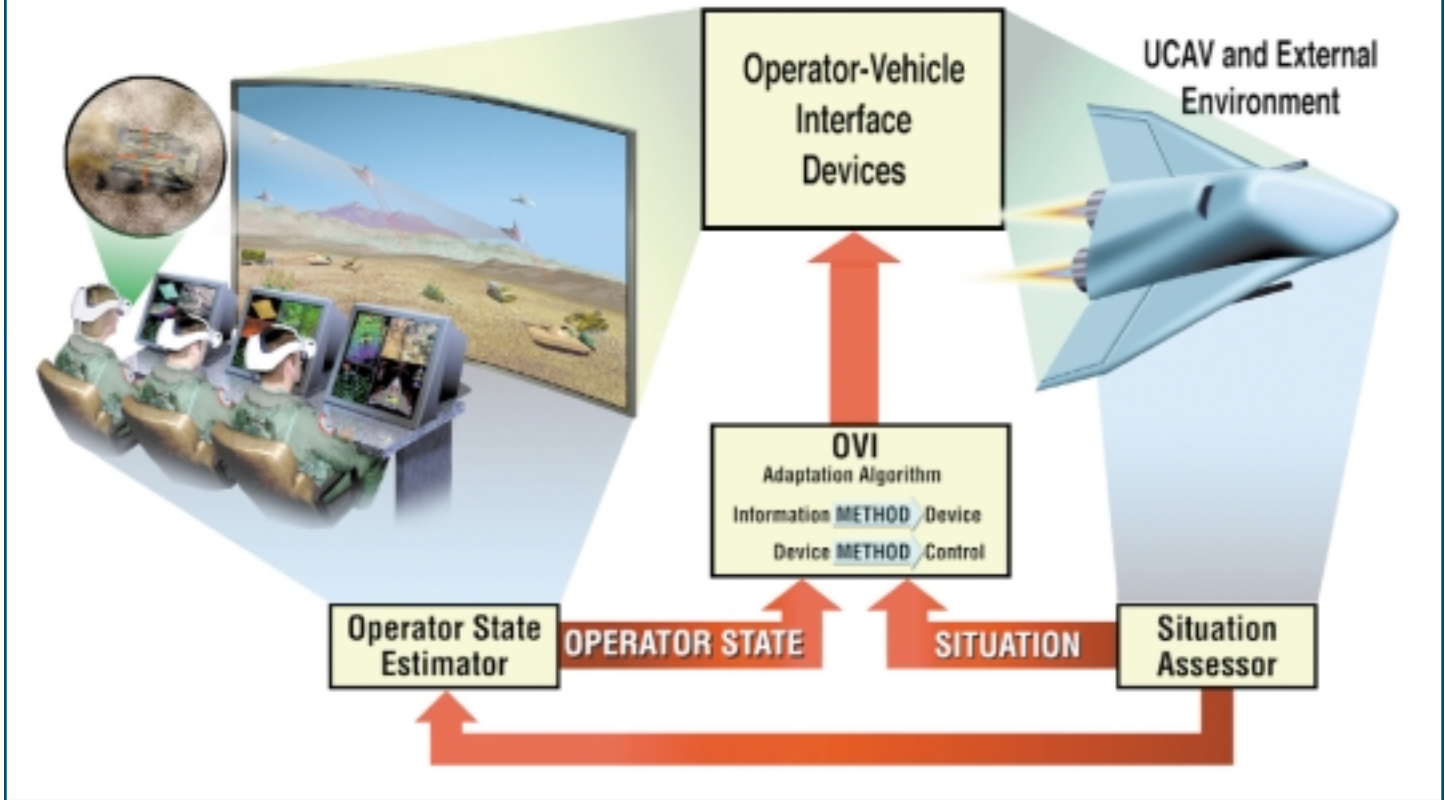 Operator-Vehicle
Interface
Devices
UCAV and External
Environment
OVI
Adaptation Algorithm
Information METHOD Device
Device METHOD Control
Operator State
Estimator
OPERATOR STATE
SITUATION
Situation
Assessor